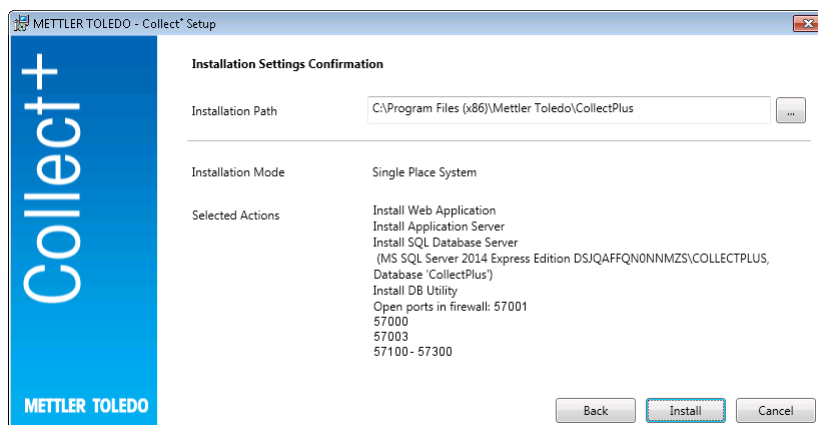 METTLER TOLEDO - Collect⁺ Setup
Collect+
Installation Settings Confirmation
Installation Path
C:\Program Files (x86)\Mettler Toledo\CollectPlus
...
Installation Mode
Single Place System
Selected Actions
Install Web Application
Install Application Server
Install SQL Database Server
(MS SQL Server 2014 Express Edition DSJQAFFQN0NNMZS\COLLECTPLUS,
Database 'CollectPlus')
Install DB Utility
Open ports in firewall: 57001
57000
57003
57100 - 57300
METTLER TOLEDO
Back
Install
Cancel